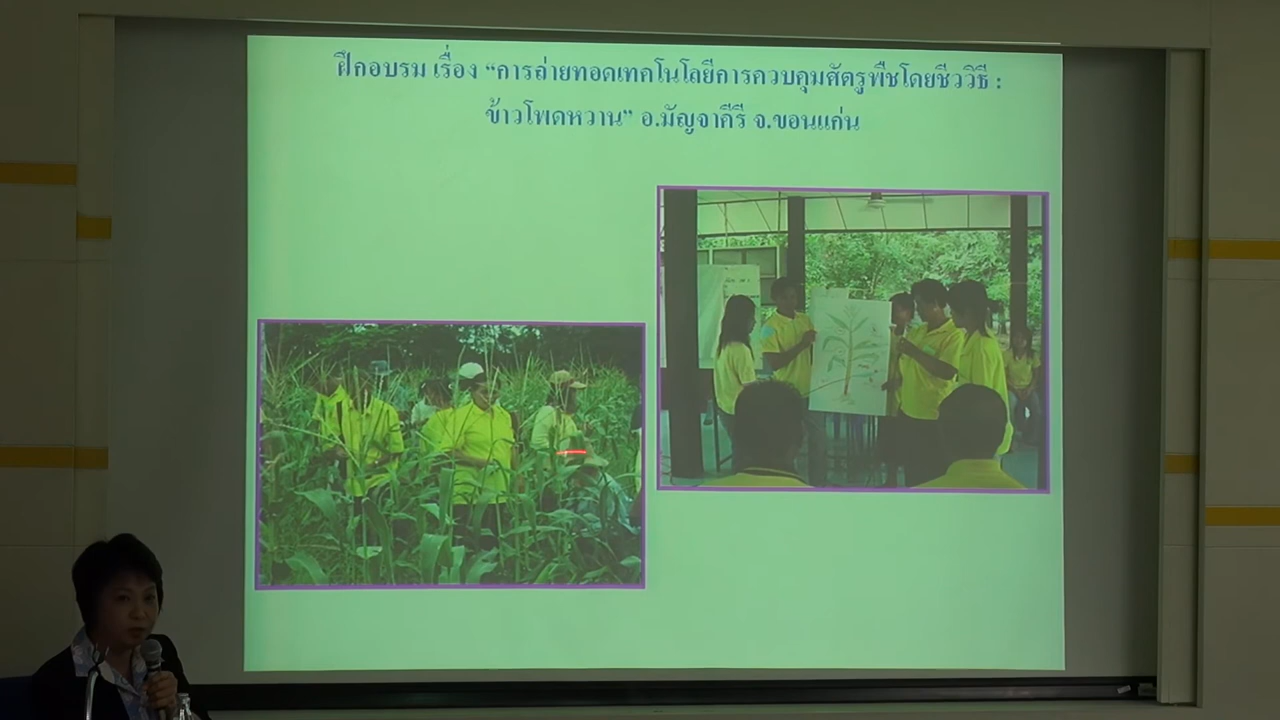 ฝึกอบรม เรื่อง “การถ่ายทอดเทคโนโลยีการควบคุมศัตรูพืชโดยชีววิธี :
ข้าวโพดหวาน” อ.มัญจาคีรี จ.ขอนแก่น